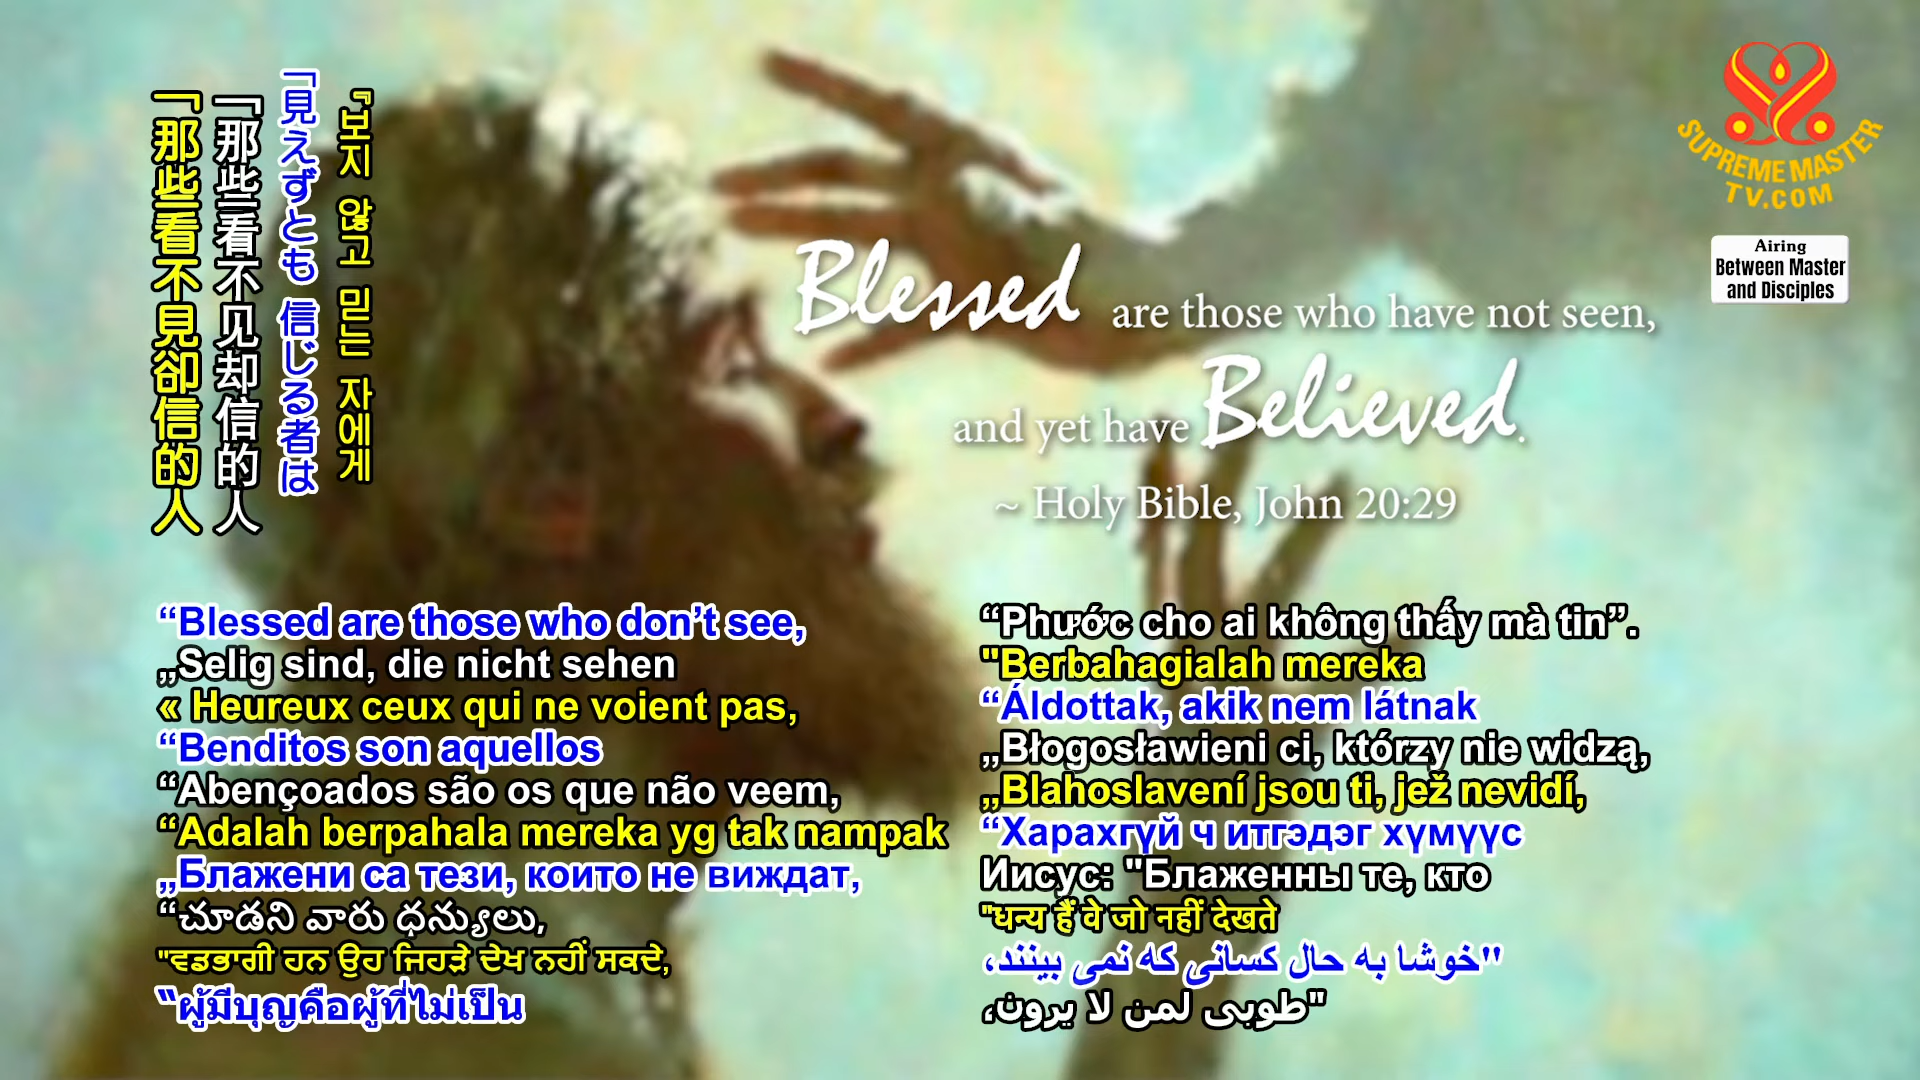 「那些看不見卻信的人
「那些看不见却信的人
「見えずとも 信じる者は
『보지 않고 믿는 자에게
SUPREME MASTER
TV.COM
Airing
Between Master
and Disciples
Blessed are those who have not seen,
and yet have Believed.
~ Holy Bible, John 20:29
“Blessed are those who don’t see,
„Selig sind, die nicht sehen
« Heureux ceux qui ne voient pas,
“Benditos son aquellos
“Abençoados são os que não veem,
“Adalah berpahala mereka yg tak nampak
„Блажени са тези, които не виждат,
“చూడని వారు ధన్యులు,
"ਵਡਭਾਗੀ ਹਨ ਉਹ ਜਿਹੜੇ ਦੇਖ ਨਹੀਂ ਸਕਦੇ,
“ผู้มีบุญคือผู้ที่ไม่เป็น
“Phước cho ai không thấy mà tin”.
"Berbahagialah mereka
“Áldottak, akik nem látnak
„Błogosławieni ci, którzy nie widzą,
„Blahoslavení jsou ti, jež nevidí,
“Харахгүй ч итгэдэг хүмүүс
Иисус: "Блаженны те, кто
"धन्य हैं वे जो नहीं देखते
"خوشا به حال کسانی که نمی بینند،
"طوبى لمن لا يرون،